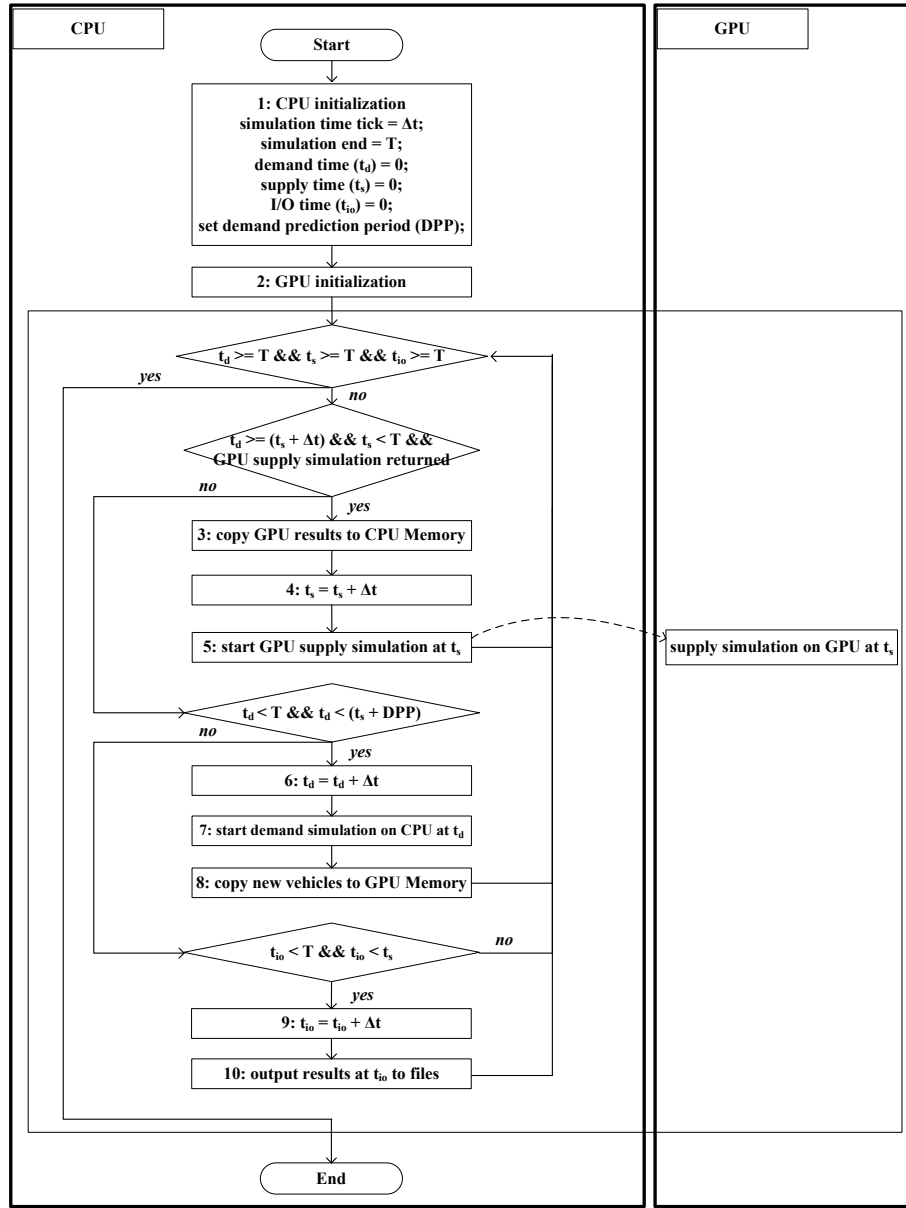 CPU
GPU
Start
1: CPU initialization
simulation time tick = Δt;
simulation end = T;
demand time (td) = 0;
supply time (ts) = 0;
I/O time (tio) = 0;
set demand prediction period (DPP);
2: GPU initialization
td >= T && ts >= T && tio >= T
yes
no
td >= (ts + Δt) && ts < T &&
GPU supply simulation returned
no
yes
3: copy GPU results to CPU Memory
4: ts = ts + Δt
5: start GPU supply simulation at ts
supply simulation on GPU at ts
td < T && td < (ts + DPP)
no
yes
6: td = td + Δt
7: start demand simulation on CPU at td
8: copy new vehicles to GPU Memory
tio < T && tio < ts
no
yes
9: tio = tio + Δt
10: output results at tio to files
End